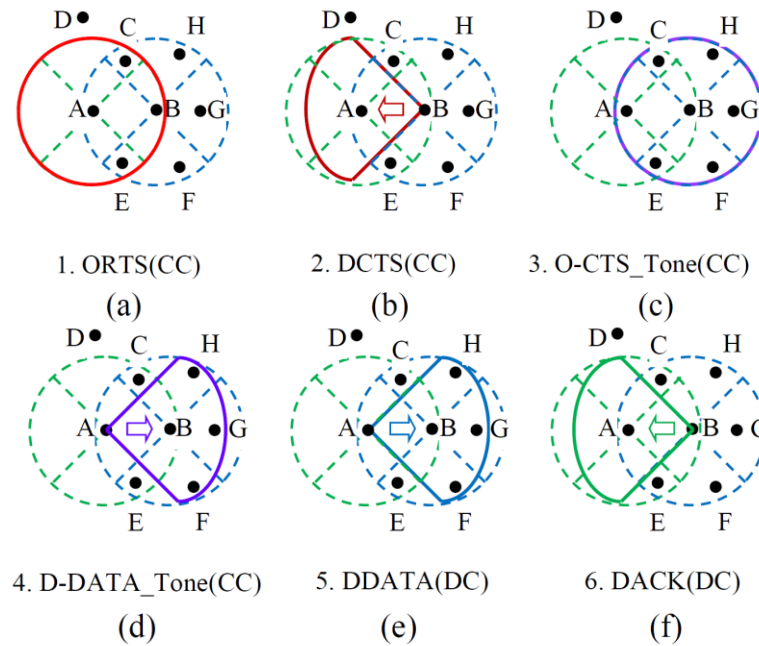 D C H
A B G
E F
1. ORTS(CC)
(a)
D C H
A B G
E F
2. DCTS(CC)
(b)
D C H
A B G
E F
3. O-CTS_Tone(CC)
(c)
D C H
A B G
E F
4. D-DATA_Tone(CC)
(d)
C H
A B G
E F
5. DDATA(DC)
(e)
D C H
A B
E F
6. DACK(DC)
(f)